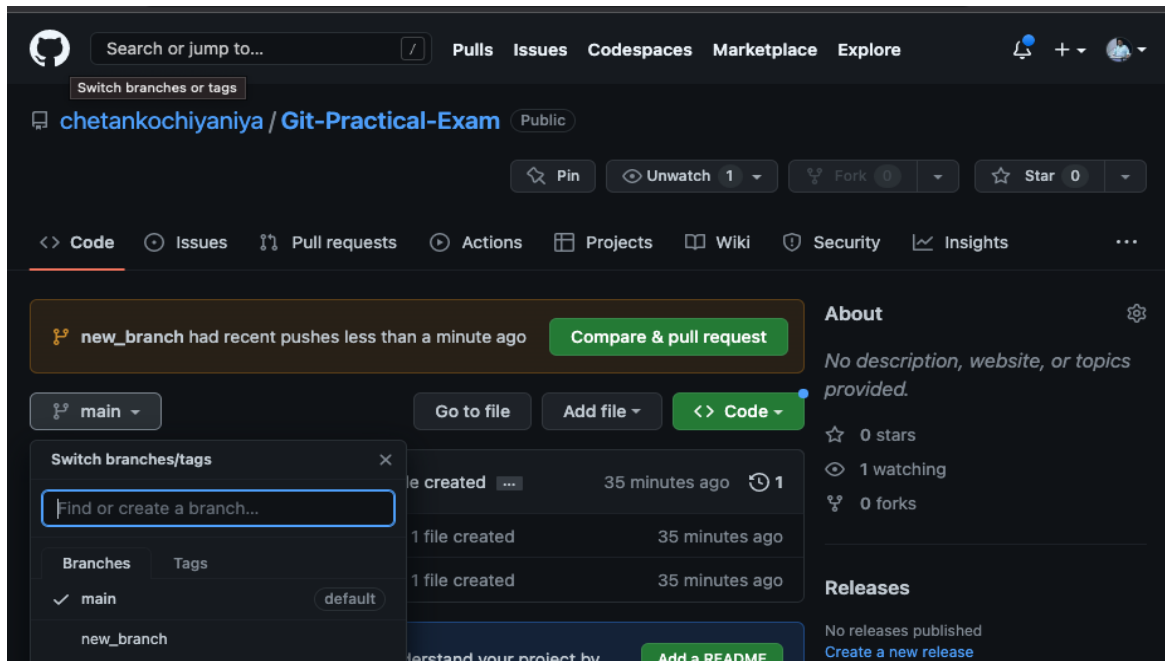 Search or jump to... /
Pulls Issues Codespaces Marketplace Explore
Switch branches or tags
chetankochiyaniya / Git-Practical-Exam Public
Pin Unwatch 1 Fork 0 Star 0
Code Issues Pull requests Actions Projects Wiki Security Insights ...
new_branch had recent pushes less than a minute ago Compare & pull request
main Go to file Add file <> Code
Switch branches/tags
Find or create a branch...
Branches Tags
main default
new_branch
le created ... 35 minutes ago 1
1 file created 35 minutes ago
1 file created 35 minutes ago
derstand your project by Add a README
About
No description, website, or topics
provided.
0 stars
1 watching
0 forks
Releases
No releases published
Create a new release